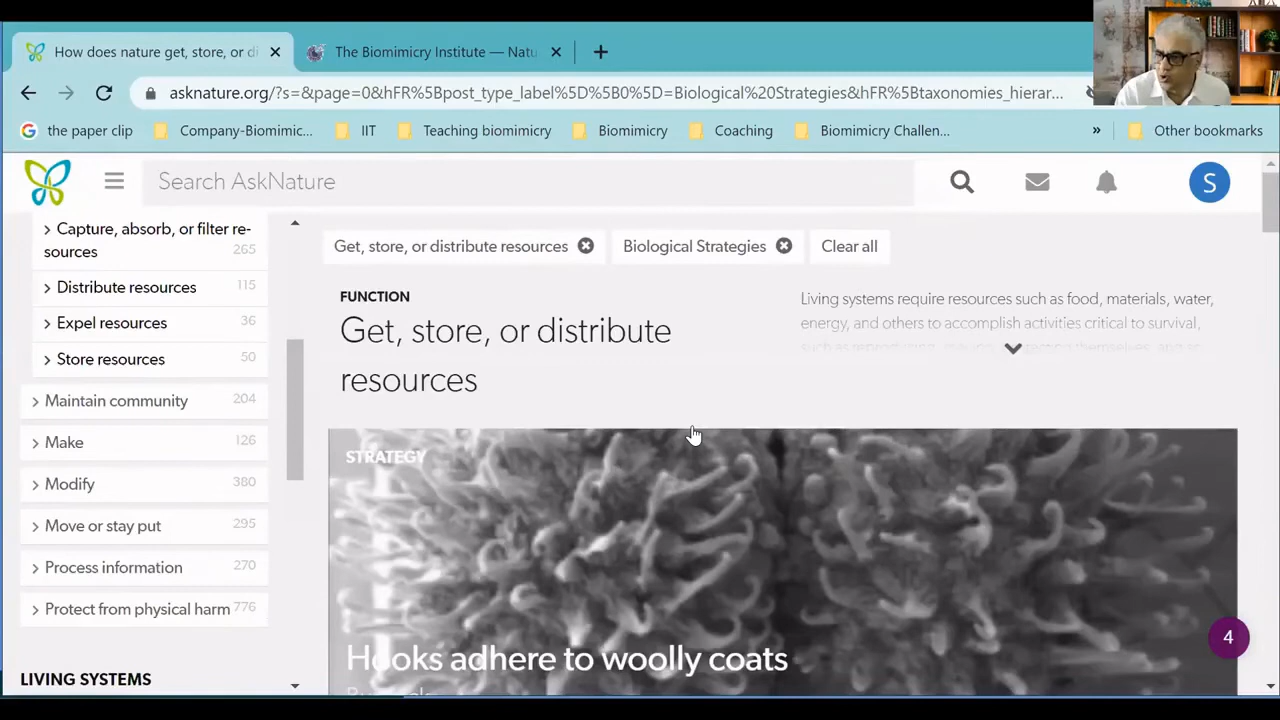 How does nature get, store, or di
The Biomimicry Institute — Natu
asknature.org/?s=&page=0&hFR%5Bpost_type_label%5D%5B0%5D=Biological%20Strategies&hFR%5Btaxonomies_hierar...
the paper clip
Company-Biomimic...
IIT
Teaching biomimicry
Biomimicry
Coaching
Biomimicry Challen...
»
Other bookmarks
Search AskNature
S
Capture, absorb, or filter re-
sources
265
Distribute resources 115
Expel resources 36
Store resources 50
Maintain community 204
Make 126
Modify 380
Move or stay put 295
Process information 270
Protect from physical harm 776
LIVING SYSTEMS
Get, store, or distribute resources
Biological Strategies
Clear all
FUNCTION
Get, store, or distribute
resources
Living systems require resources such as food, materials, water,
energy, and others to accomplish activities critical to survival,
STRATEGY
Hooks adhere to woolly coats
4